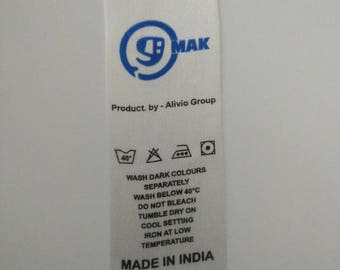 9 MAK
Product. by - Alivio Group
40°
WASH DARK COLOURS
SEPARATELY
WASH BELOW 40°C
DO NOT BLEACH
TUMBLE DRY ON
COOL SETTING
IRON AT LOW
TEMPERATURE
MADE IN INDIA